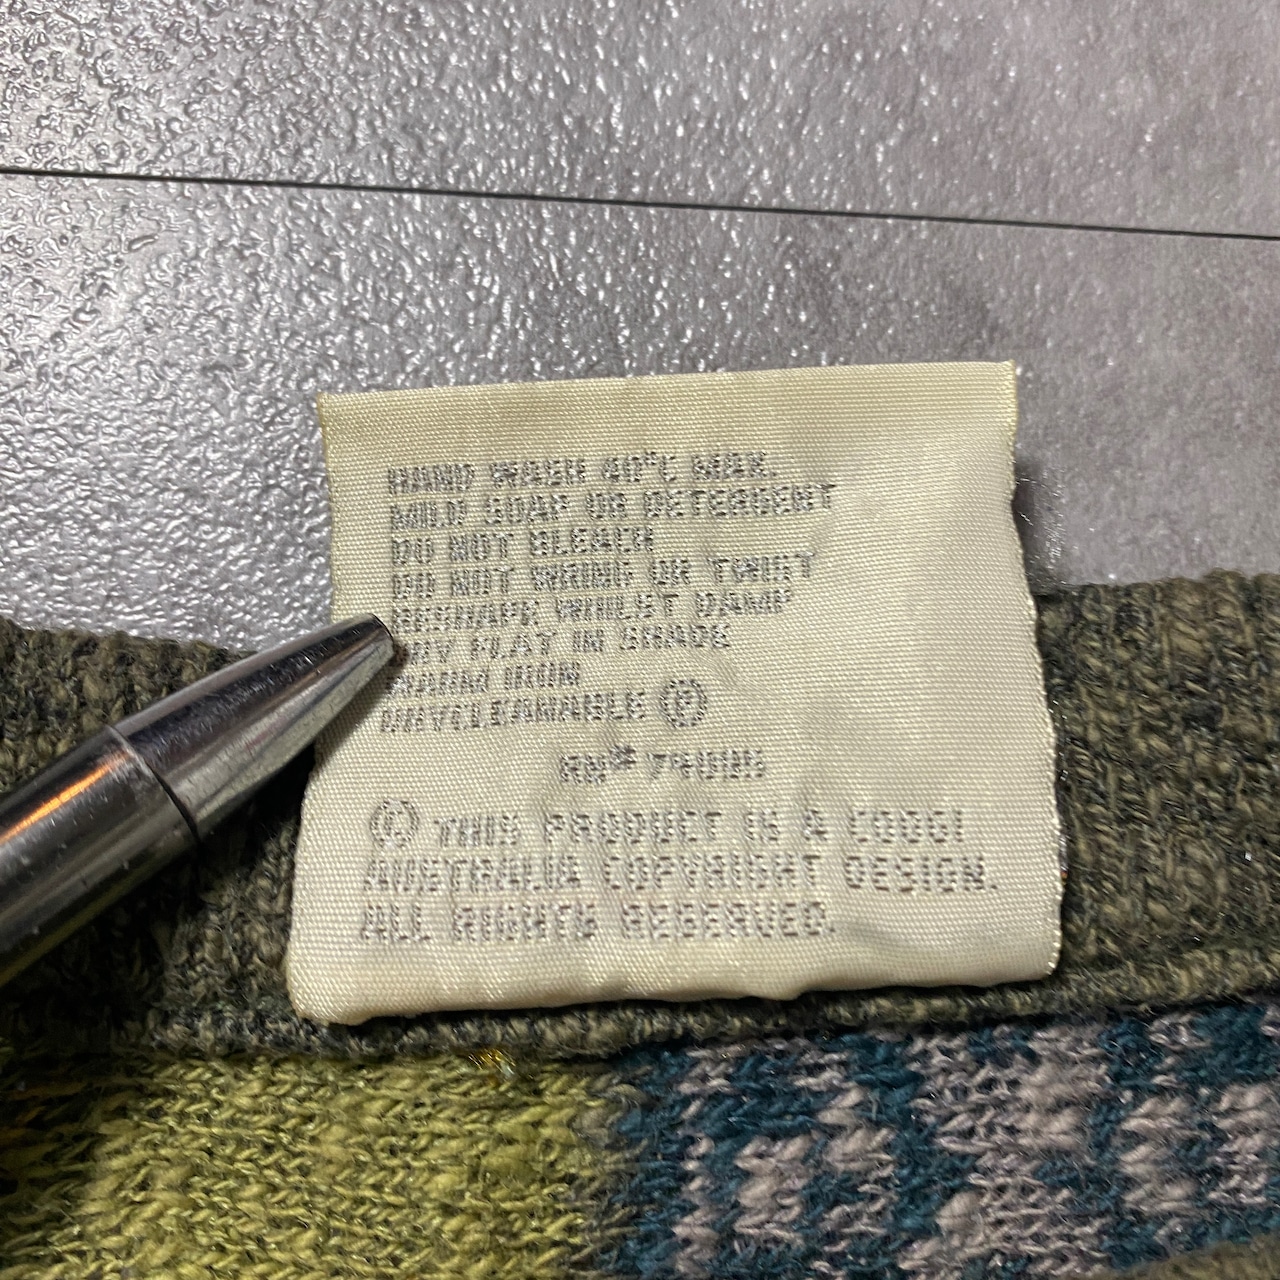 HAND WASH 40°C MAX.
MILD SOAP OR DETERGENT
DO NOT BLEACH
DO NOT WRING OR TWIST
RESHAPE WHILST DAMP
DRY FLAT IN SHADE
WARM IRON
DRYCLEANABLE Ⓟ
RN#
© THIS PRODUCT IS A COOGI
AUSTRALIA COPYRIGHT DESIGN.
ALL RIGHTS RESERVED.